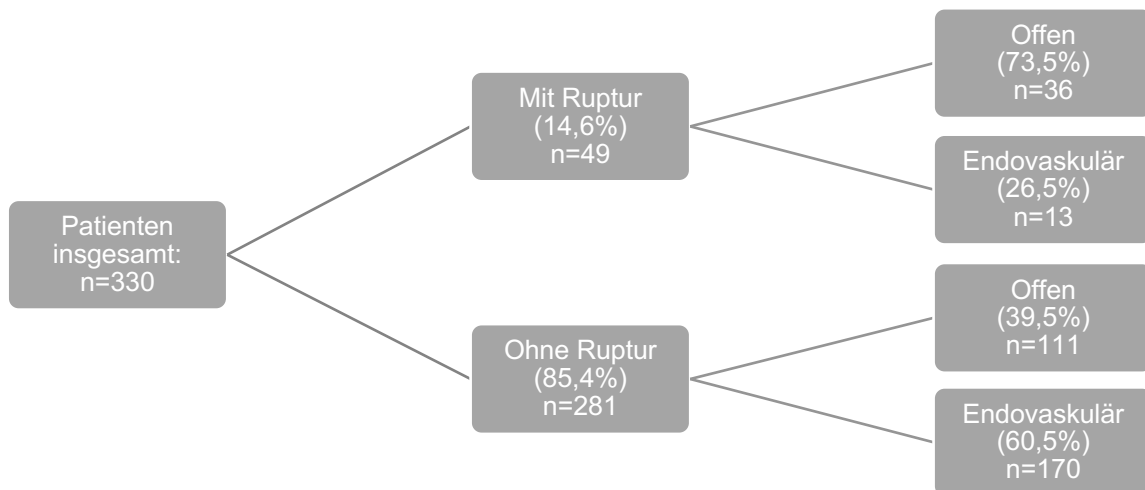 Patienten
insgesamt:
n=330
Mit Ruptur
(14,6%)
n=49
Ohne Ruptur
(85,4%)
n=281
Offen
(73,5%)
n=36
Endovaskulär
(26,5%)
n=13
Offen
(39,5%)
n=111
Endovaskulär
(60,5%)
n=170